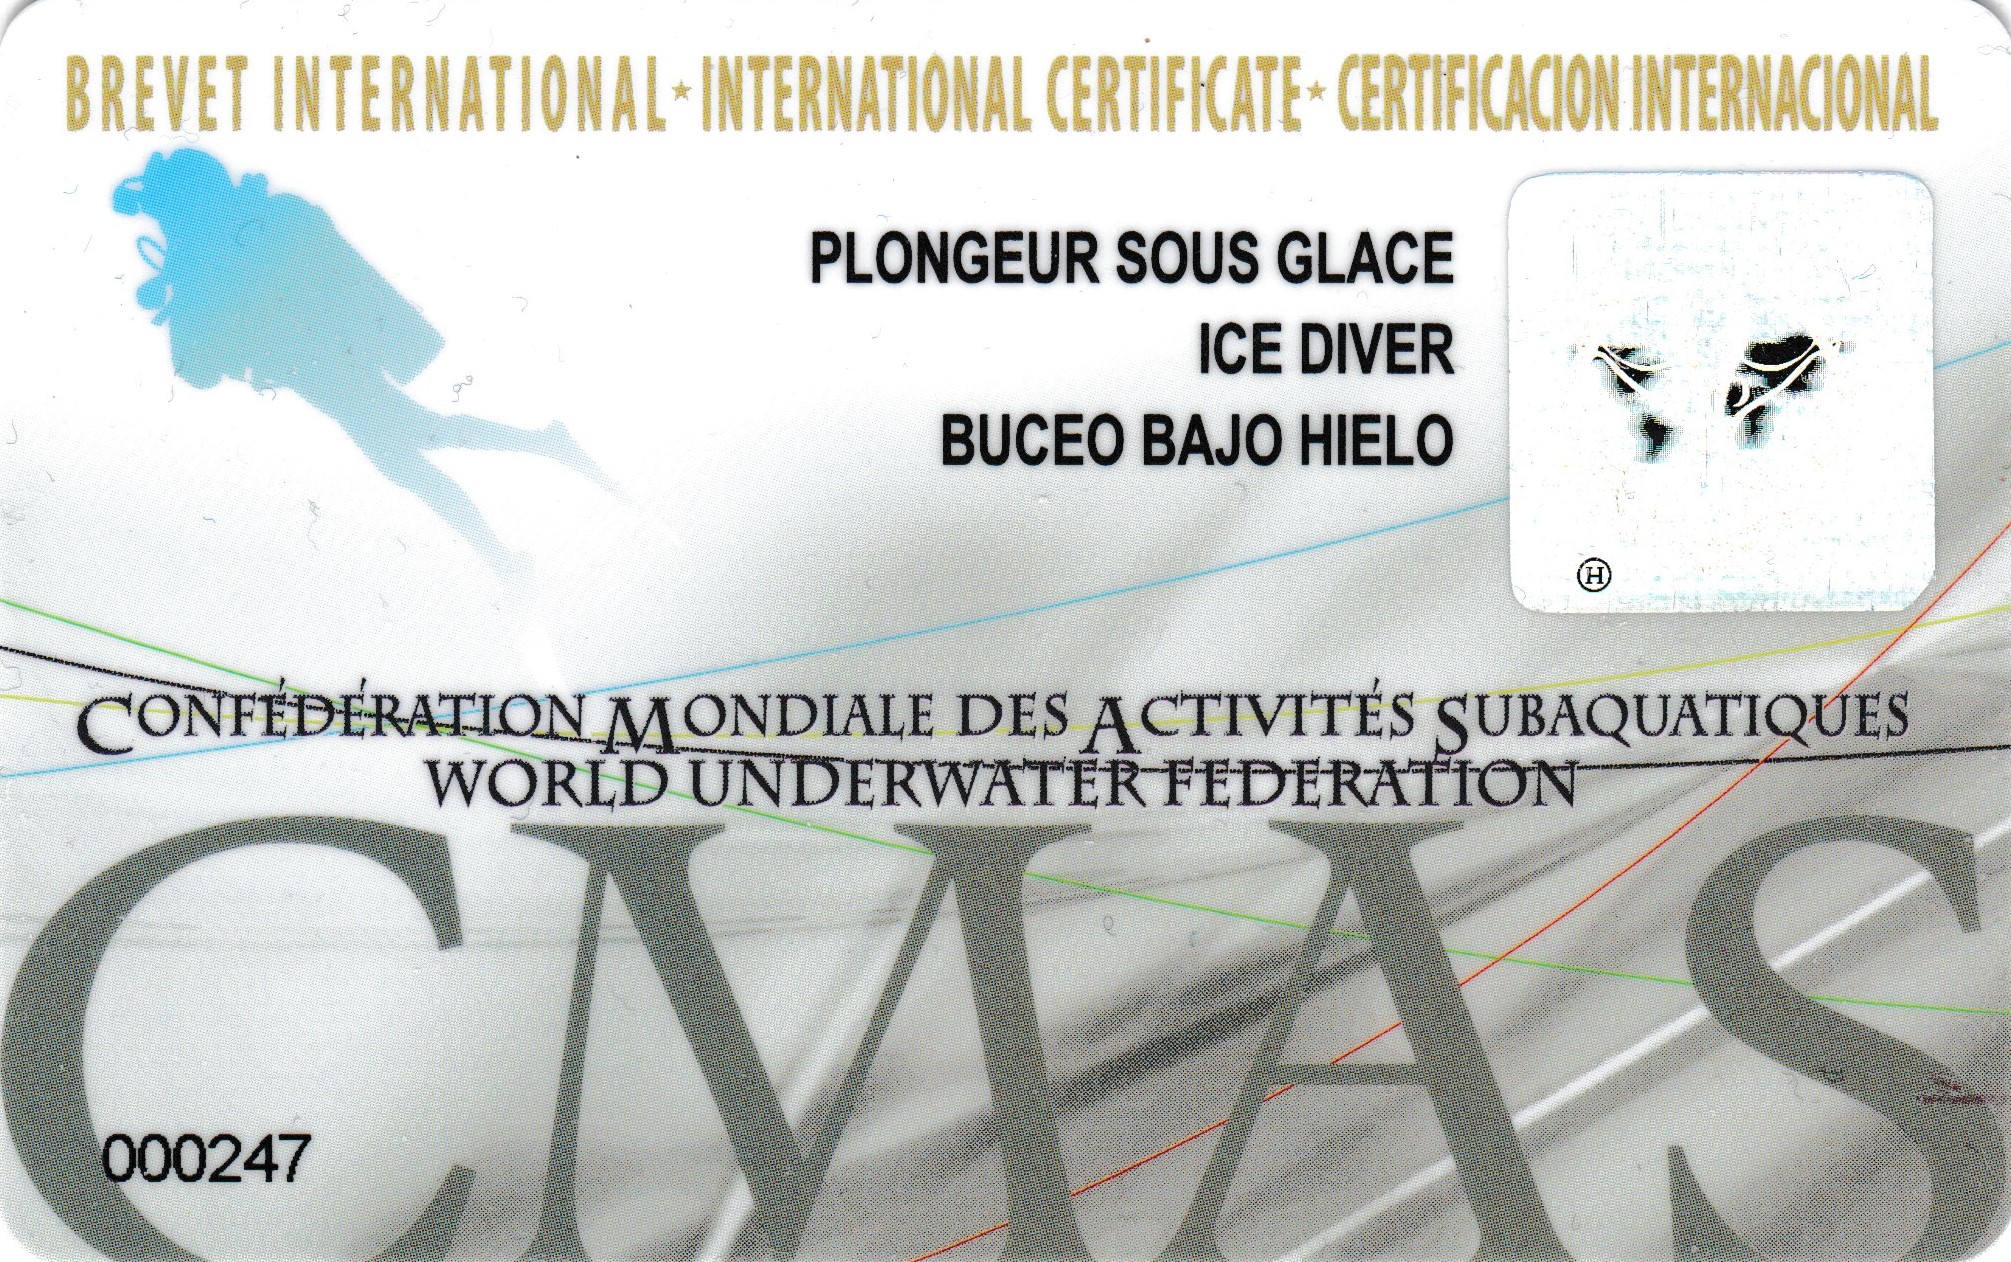 BREVET INTERNATIONAL★INTERNATIONAL CERTIFICATE★CERTIFICACION INTERNACIONAL
PLONGEUR SOUS GLACE
ICE DIVER
BUCEO BAJO HIELO
H
CONFÉDÉRATION MONDIALE DES ACTIVITÉS SUBAQUATIQUES
WORLD UNDERWATER FEDERATION
CMAS
000247